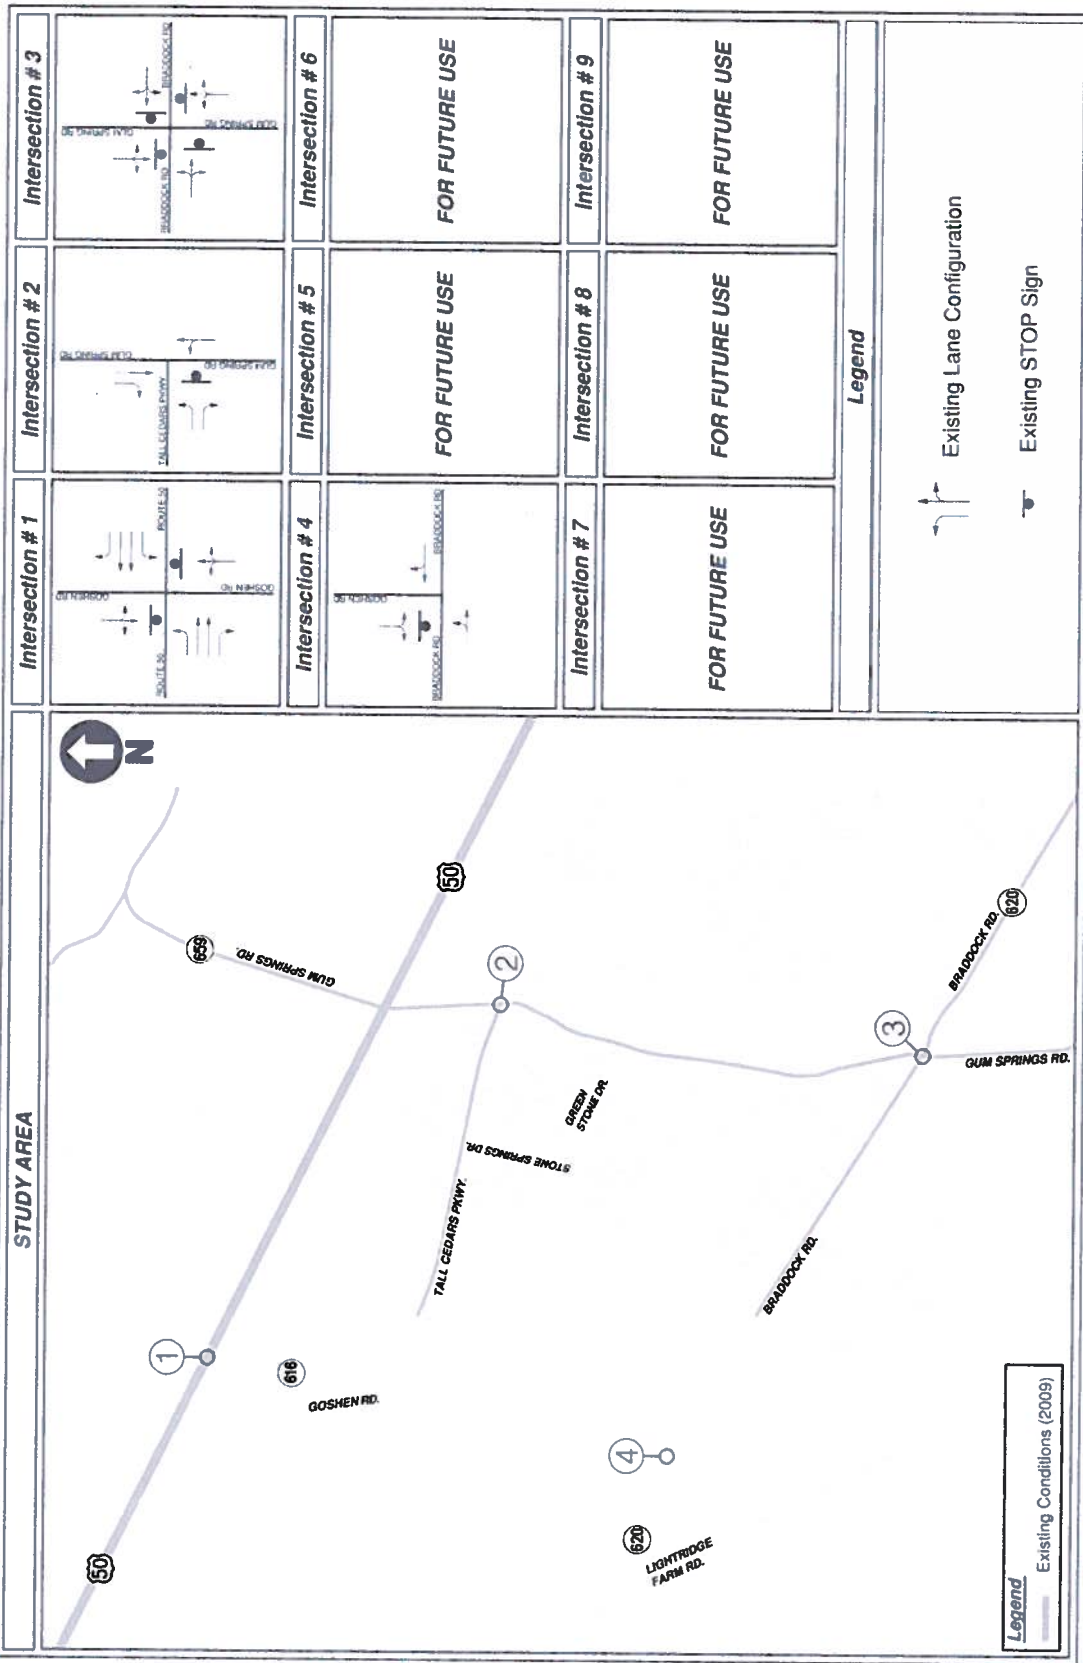 STUDY AREA
N
50
50
659
GUM SPRINGS RD.
1
2
3
4
616
GOSHEN RD.
TALL CEDARS PKWY.
STONE SPRINGS DR.
GREEN
STONE DR.
BRADDOCK RD.
BRADDOCK RD.
620
GUM SPRINGS RD.
620
LIGHTRIDGE
FARM RD.
Legend
Existing Conditions (2009)
Intersection # 1
ROUTE 50
ROUTE 50
GOSHEN RD
GOSHEN RD
Intersection # 2
GUM SPRING RD
GUM SPRING RD
TALL CEDARS PKWY
Intersection # 3
GUM SPRING RD
GUM SPRINGS RD
BRADDOCK RD
BRADDOCK RD
Intersection # 4
GOSHEN RD
BRADDOCK RD
BRADDOCK RD
Intersection # 5
FOR FUTURE USE
Intersection # 6
FOR FUTURE USE
Intersection # 7
FOR FUTURE USE
Intersection # 8
FOR FUTURE USE
Intersection # 9
FOR FUTURE USE
Legend
Existing Lane Configuration
Existing STOP Sign